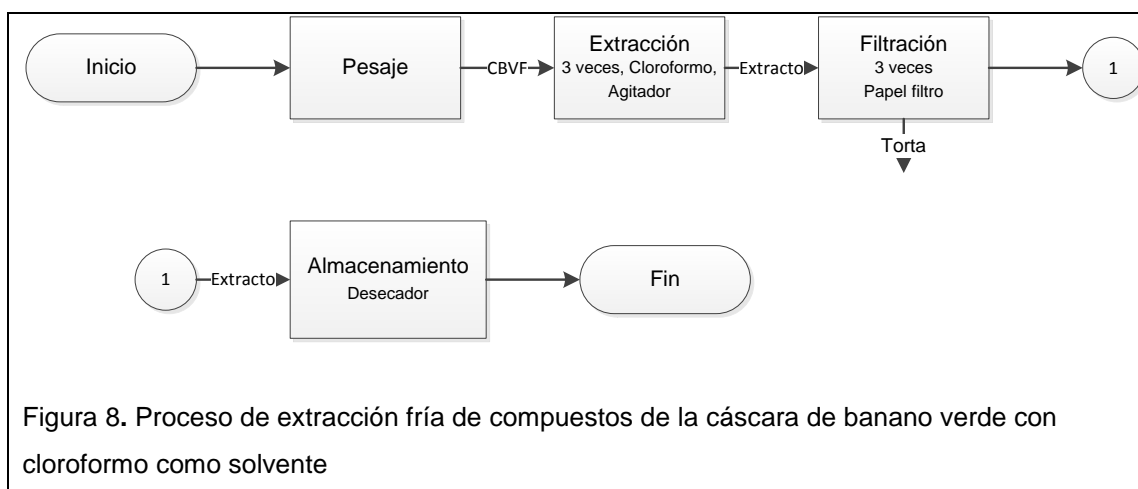 Inicio
Pesaje
CBVF
Extracción
3 veces, Cloroformo,
Agitador
Extracto
Filtración
3 veces
Papel filtro
1
Torta
1
Extracto
Almacenamiento
Desecador
Fin
Figura 8. Proceso de extracción fría de compuestos de la cáscara de banano verde con
cloroformo como solvente